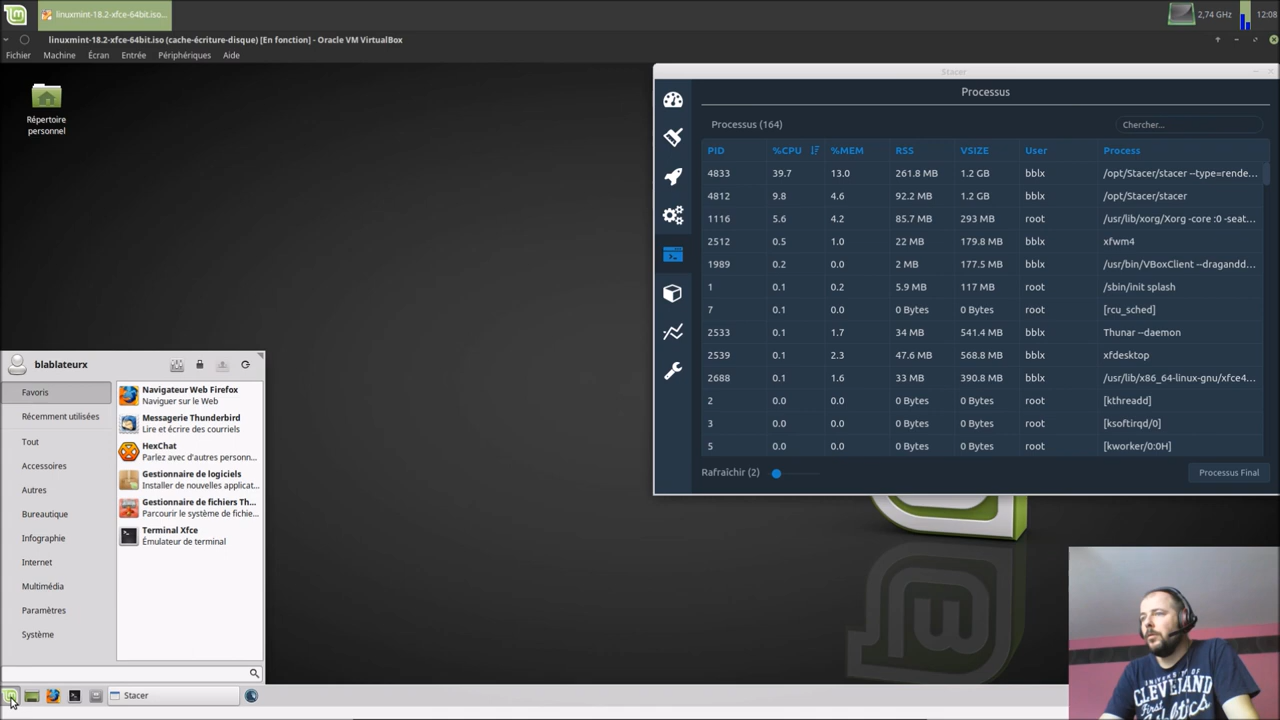 linuxmint-18.2-xfce-64bit.iso...
2,74 GHz
12:08
linuxmint-18.2-xfce-64bit.iso (cache-écriture-disque) [En fonction] - Oracle VM VirtualBox
Fichier Machine Écran Entrée Périphériques Aide
Répertoire
personnel
Stacer
Processus
Processus (164)
Chercher...
PID %CPU %MEM RSS VSIZE User Process
4833 39.7 13.0 261.8 MB 1.2 GB bblx /opt/Stacer/stacer --type=rende...
4812 9.8 4.6 92.2 MB 1.2 GB bblx /opt/Stacer/stacer
1116 5.6 4.2 85.7 MB 293 MB root /usr/lib/xorg/Xorg -core :0 -seat...
2512 0.5 1.0 22 MB 179.8 MB bblx xfwm4
1989 0.2 0.0 2 MB 177.5 MB bblx /usr/bin/VBoxClient --dragandd...
1 0.1 0.2 5.9 MB 117 MB root /sbin/init splash
7 0.1 0.0 0 Bytes 0 Bytes root [rcu_sched]
2533 0.1 1.7 34 MB 541.4 MB bblx Thunar --daemon
2539 0.1 2.3 47.6 MB 568.8 MB bblx xfdesktop
2688 0.1 1.6 33 MB 390.8 MB bblx /usr/lib/x86_64-linux-gnu/xfce4...
2 0.0 0.0 0 Bytes 0 Bytes root [kthreadd]
3 0.0 0.0 0 Bytes 0 Bytes root [ksoftirqd/0]
5 0.0 0.0 0 Bytes 0 Bytes root [kworker/0:0H]
Rafraîchir (2)
Processus Final
blablateurx
Favoris
Récemment utilisées
Tout
Accessoires
Autres
Bureautique
Infographie
Internet
Multimédia
Paramètres
Système
Navigateur Web Firefox
Naviguer sur le Web
Messagerie Thunderbird
Lire et écrire des courriels
HexChat
Parlez avec d'autres personn...
Gestionnaire de logiciels
Installer de nouvelles applicat...
Gestionnaire de fichiers Th...
Parcourir le système de fichie...
Terminal Xfce
Émulateur de terminal
Stacer
UNIVERSITY OF
CLEVELAND
First
Athletics